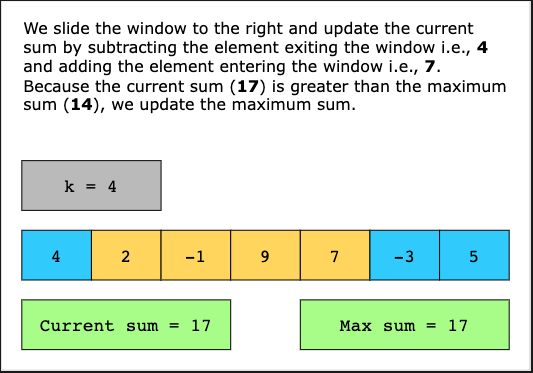 We slide the window to the right and update the current
sum by subtracting the element exiting the window i.e., 4
and adding the element entering the window i.e., 7.
Because the current sum (17) is greater than the maximum
sum (14), we update the maximum sum.
k = 4
4 2 -1 9 7 -3 5
Current sum = 17 Max sum = 17